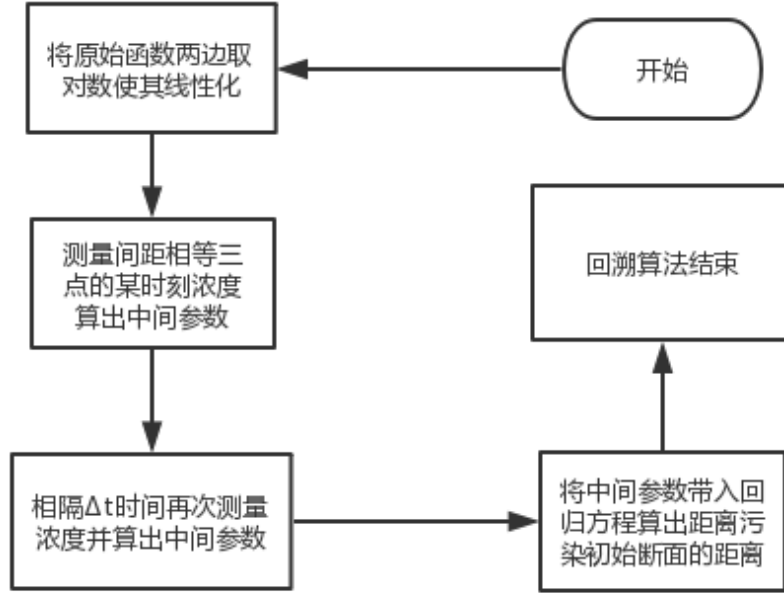 开始
将原始函数两边取
对数使其线性化
测量间距相等三
点的某时刻浓度
算出中间参数
相隔Δt时间再次测量
浓度并算出中间参数
将中间参数带入回
归方程算出距离污
染初始断面的距离
回溯算法结束